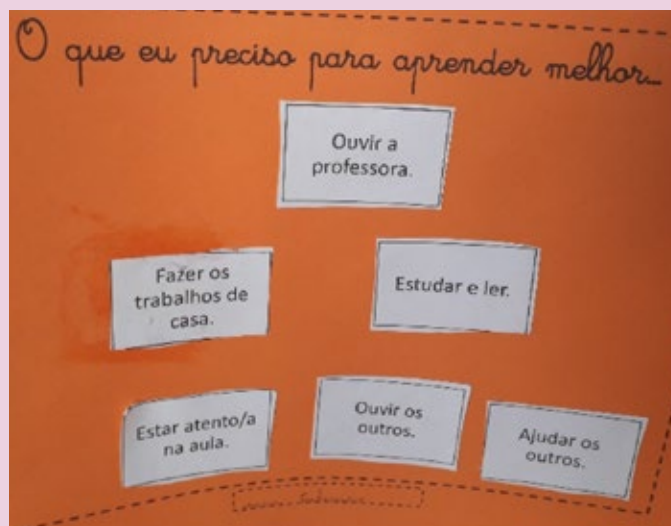 O que eu preciso para aprender melhor...
Ouvir a
professora.
Fazer os
trabalhos de
casa.
Estudar e ler.
Estar atento/a
na aula.
Ouvir os
outros.
Ajudar os
outros.